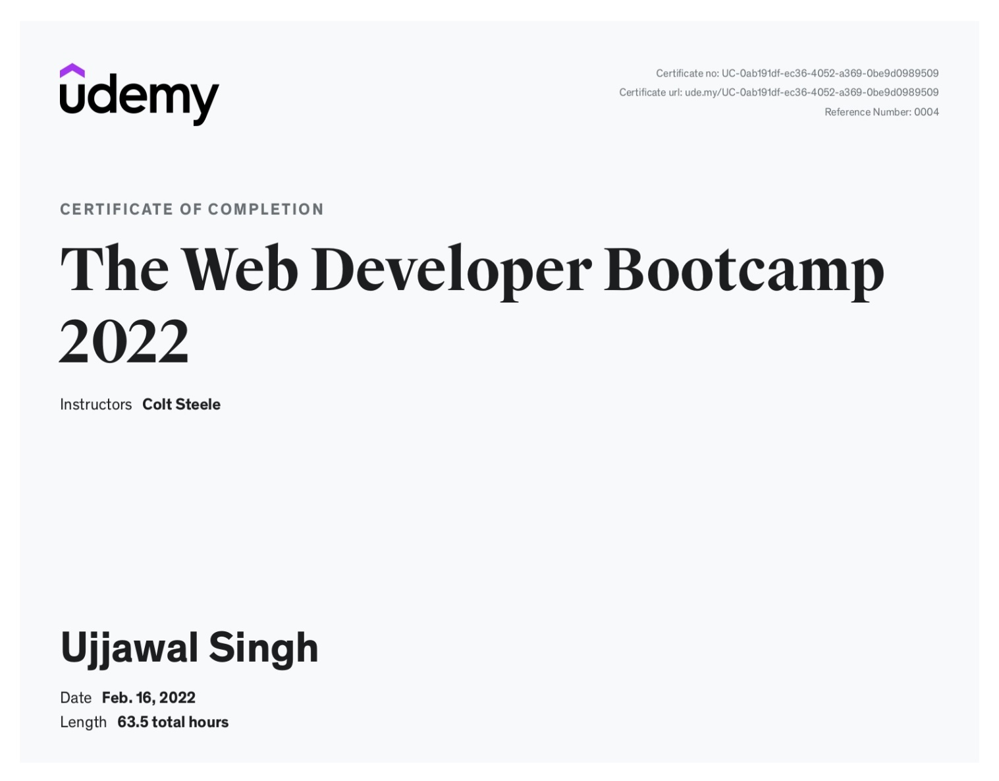 udemy
Certificate no: UC-0ab191df-ec36-4052-a369-0be9d0989509
Certificate url: ude.my/UC-0ab191df-ec36-4052-a369-0be9d0989509
Reference Number: 0004
CERTIFICATE OF COMPLETION
The Web Developer Bootcamp
2022
Instructors Colt Steele
Ujjawal Singh
Date Feb. 16, 2022
Length 63.5 total hours